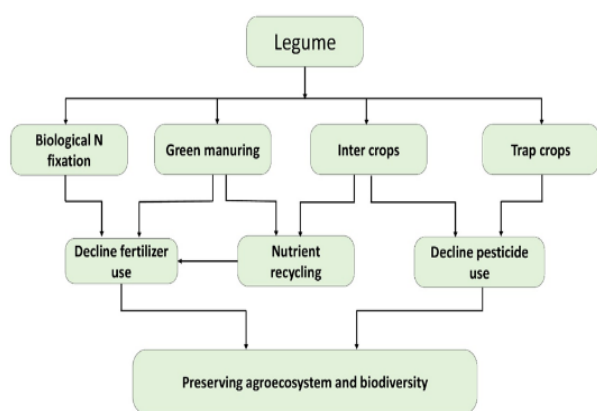 Legume
Biological N
fixation
Green manuring
Inter crops
Trap crops
Decline fertilizer
use
Nutrient
recycling
Decline pesticide
use
Preserving agroecosystem and biodiversity